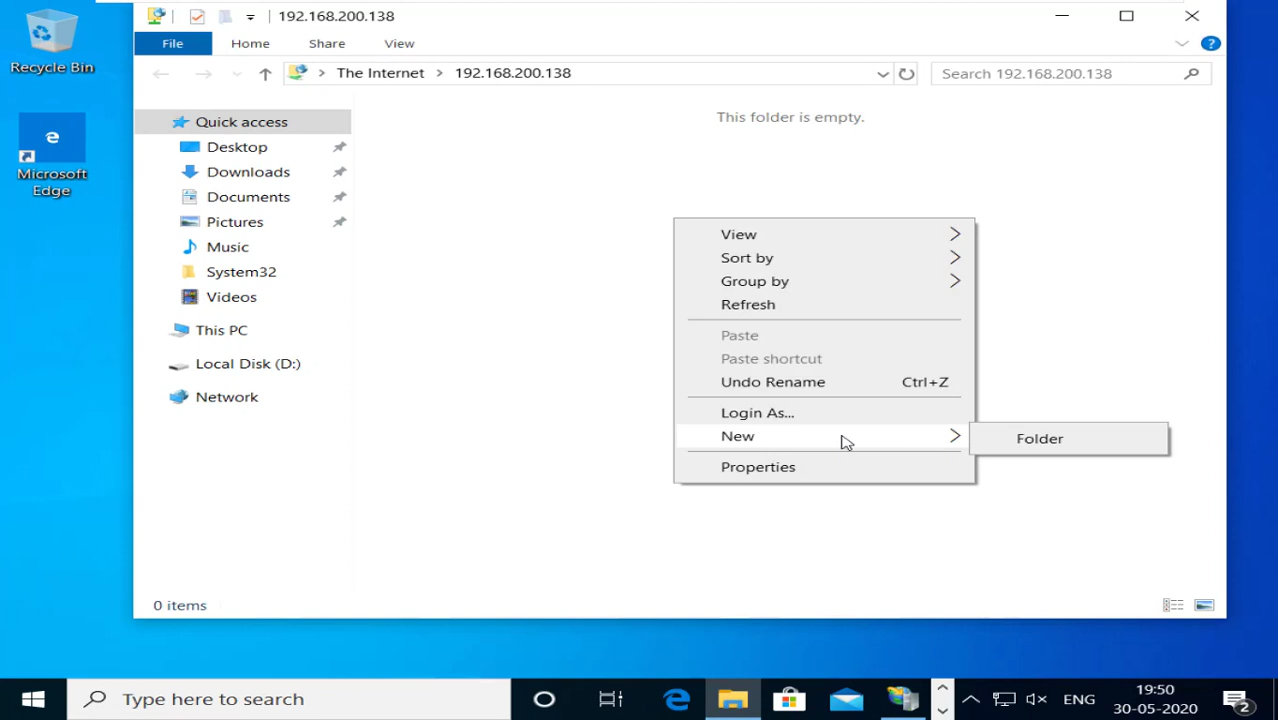 192.168.200.138
Recycle Bin
File Home Share View
The Internet 192.168.200.138
Search 192.168.200.138
This folder is empty.
Microsoft
Edge
Quick access
Desktop
Downloads
Documents
Pictures
Music
System32
Videos
This PC
Local Disk (D:)
Network
View
Sort by
Group by
Refresh
Paste
Paste shortcut
Undo Rename Ctrl+Z
Login As...
New
Folder
Properties
0 items
Type here to search
ENG
19:50
30-05-2020
2